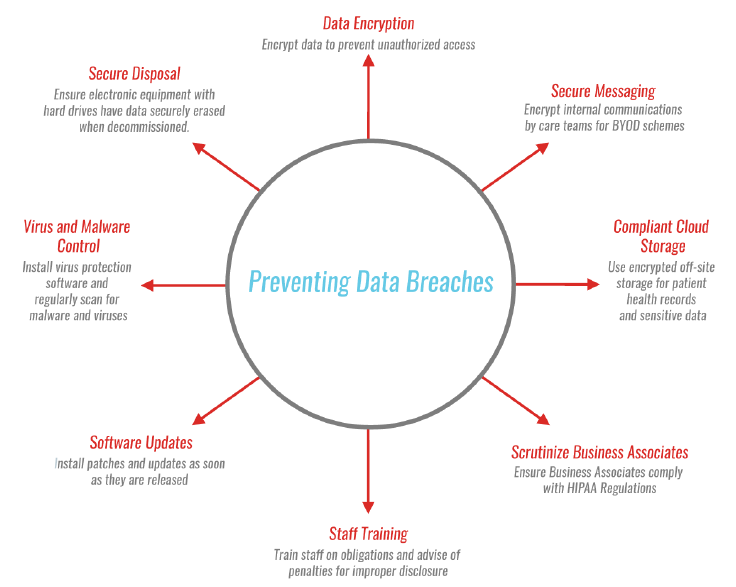 Data Encryption
Encrypt data to prevent unauthorized access
Secure Messaging
Encrypt internal communications
by care teams for BYOD schemes
Compliant Cloud
Storage
Use encrypted off-site
storage for patient
health records
and sensitive data
Scrutinize Business Associates
Ensure Business Associates comply
with HIPAA Regulations
Staff Training
Train staff on obligations and advise of
penalties for improper disclosure
Software Updates
Install patches and updates as soon
as they are released
Virus and Malware
Control
Install virus protection
software and
regularly scan for
malware and viruses
Secure Disposal
Ensure electronic equipment with
hard drives have data securely erased
when decommissioned.
Preventing Data Breaches